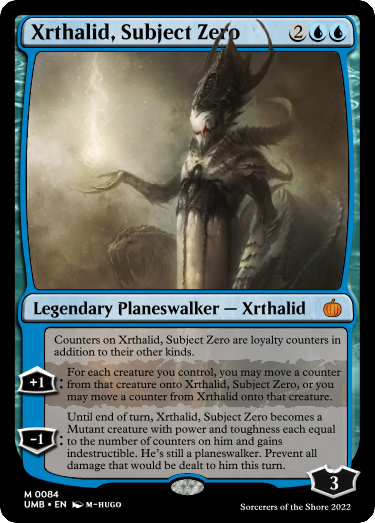 Xrthalid, Subject Zero 2
Legendary Planeswalker — Xrthalid
Counters on Xrthalid, Subject Zero are loyalty counters in
addition to their other kinds.
+1: For each creature you control, you may move a counter
from that creature onto Xrthalid, Subject Zero, or you
may move a counter from Xrthalid onto that creature.
-1: Until end of turn, Xrthalid, Subject Zero becomes a
Mutant creature with power and toughness each equal
to the number of counters on him and gains
indestructible. He's still a planeswalker. Prevent all
damage that would be dealt to him this turn.
3
M 0084
UMB • EN M-HUGO
Sorcerers of the Shore 2022